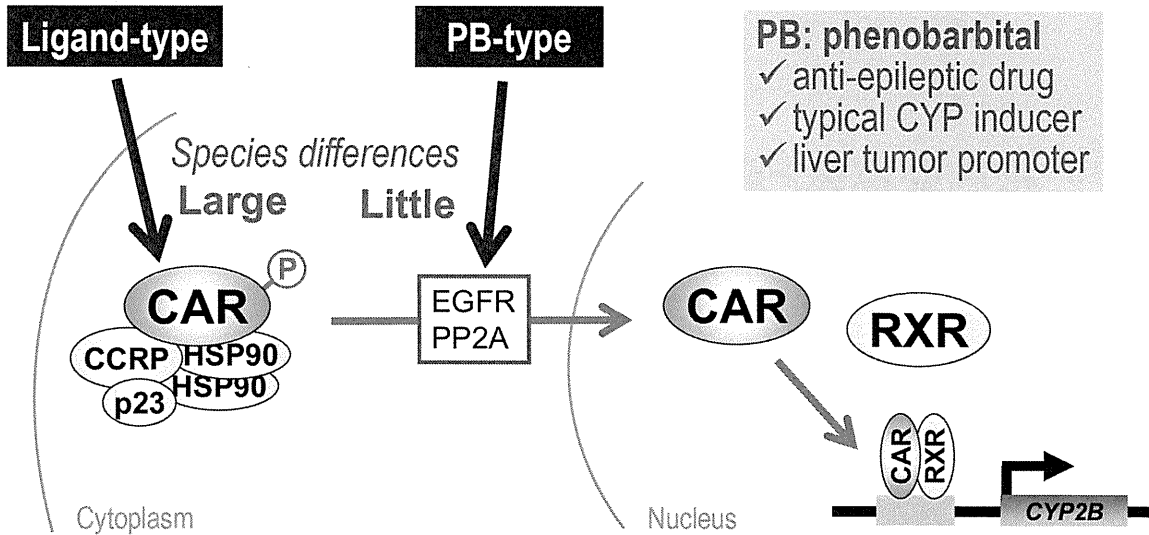 Ligand-type
PB-type
PB: phenobarbital
✓ anti-epileptic drug
✓ typical CYP inducer
✓ liver tumor promoter
Species differences
Large
Little
P
CAR
CCRP
HSP90
HSP90
p23
EGFR
PP2A
CAR
RXR
CAR
RXR
CYP2B
Cytoplasm
Nucleus